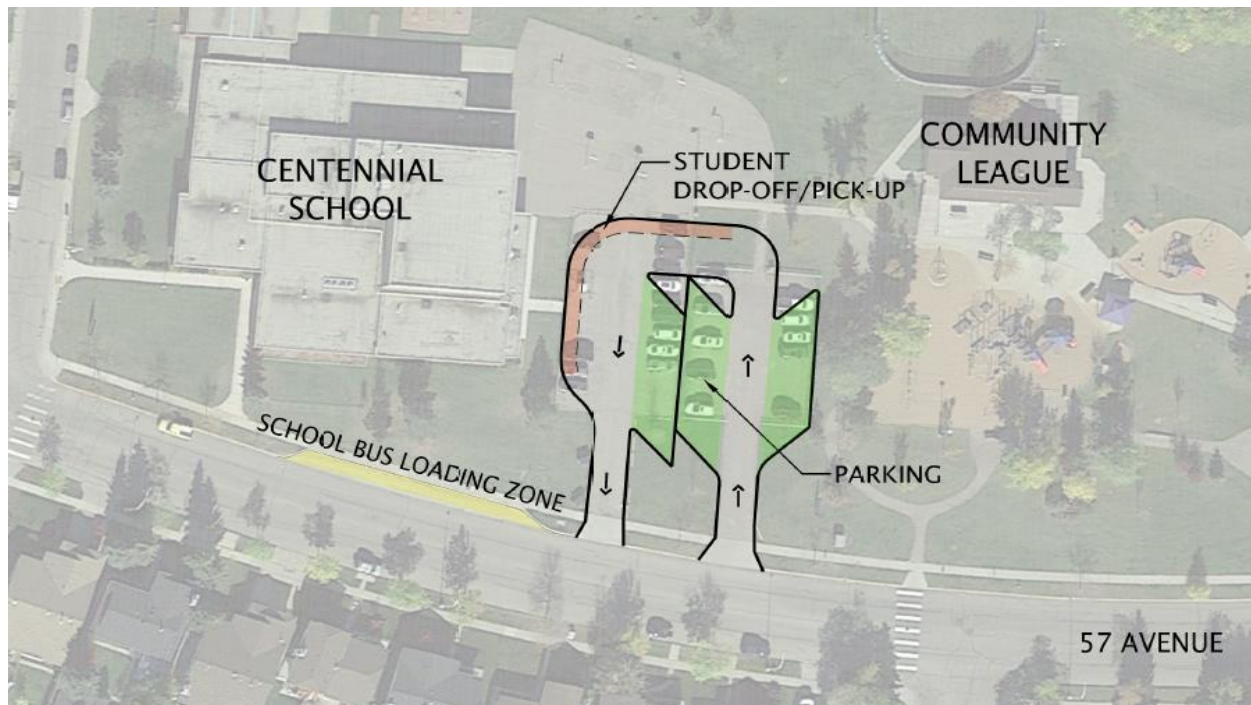 CENTENNIAL
SCHOOL
STUDENT
DROP-OFF/PICK-UP
COMMUNITY
LEAGUE
SCHOOL BUS LOADING ZONE
PARKING
57 AVENUE